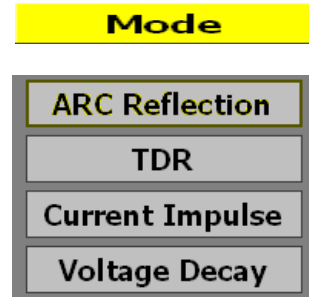 Mode
ARC Reflection
TDR
Current Impulse
Voltage Decay